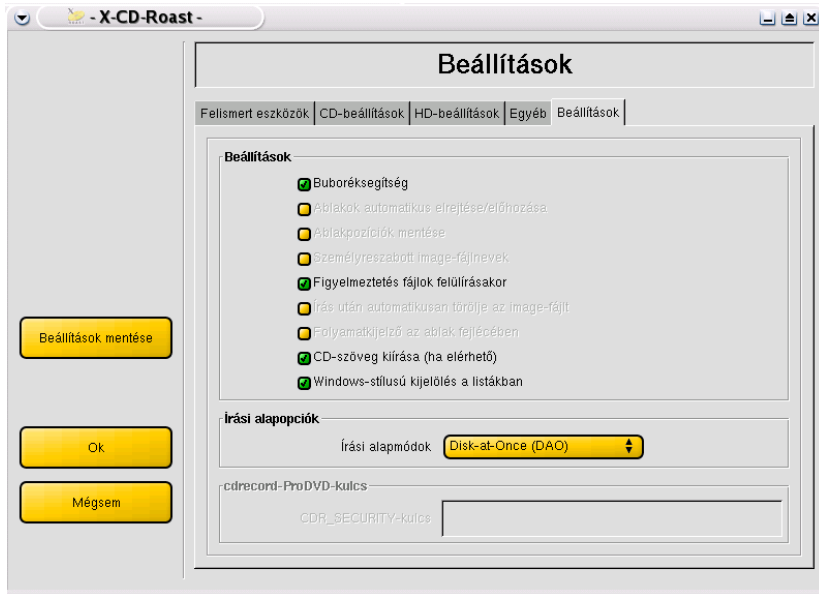 - X-CD-Roast -
Beállítások
Felismert eszközök CD-beállítások HD-beállítások Egyéb Beállítások
Beállítások
Buboréksegítség
Ablakok automatikus elrejtése/előhozása
Ablakpozíciók mentése
Személyreszabott image-fájlnevek
Figyelmeztetés fájlok felülírásakor
Írás után automatikusan törölje az image-fájlt
Folyamatkijelző az ablak fejlécében
CD-szöveg kiírása (ha elérhető)
Windows-stílusú kijelölés a listákban
Írási alapopciók
Írási alapmódok Disk-at-Once (DAO)
cdrecord-ProDVD-kulcs
CDR_SECURITY-kulcs
Beállítások mentése
Ok
Mégsem